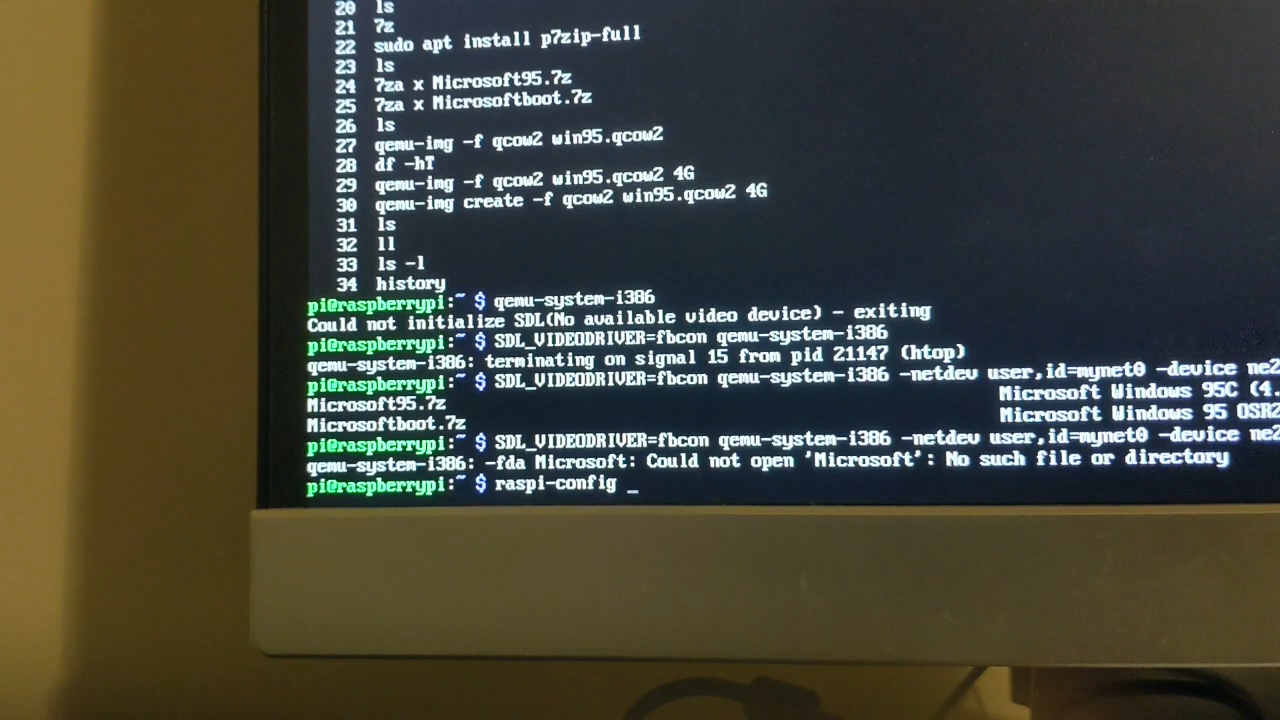 20 ls
21 7z
22 sudo apt install p7zip-full
23 ls
24 7za x Microsoft95.7z
25 7za x Microsoftboot.7z
26 ls
27 qemu-img -f qcow2 win95.qcow2
28 df -hT
29 qemu-img -f qcow2 win95.qcow2 4G
30 qemu-img create -f qcow2 win95.qcow2 4G
31 ls
32 ll
33 ls -l
34 history
pi@raspberrypi:~ $ qemu-system-i386
Could not initialize SDL(No available video device) - exiting
pi@raspberrypi:~ $ SDL_VIDEODRIVER=fbcon qemu-system-i386
qemu-system-i386: terminating on signal 15 from pid 21147 (htop)
pi@raspberrypi:~ $ SDL_VIDEODRIVER=fbcon qemu-system-i386 -netdev user,id=mynet0 -device ne2
Microsoft95.7z Microsoft Windows 95C (4.
Microsoftboot.7z Microsoft Windows 95 OSR2
pi@raspberrypi:~ $ SDL_VIDEODRIVER=fbcon qemu-system-i386 -netdev user,id=mynet0 -device ne2
qemu-system-i386: -fda Microsoft: Could not open 'Microsoft': No such file or directory
pi@raspberrypi:~ $ raspi-config _